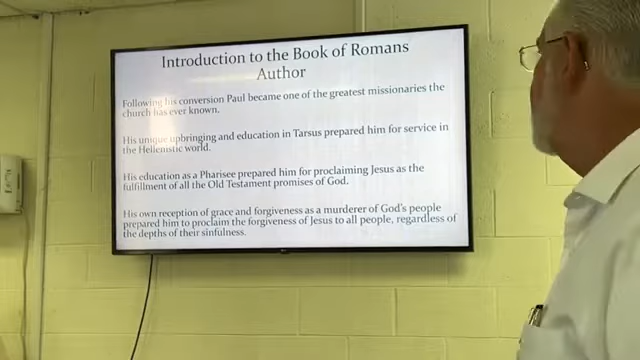 Introduction to the Book of Romans
Author
Following his conversion Paul became one of the greatest missionaries the
church has ever known.
His unique upbringing and education in Tarsus prepared him for service in
the Hellenistic world.
His education as a Pharisee prepared him for proclaiming Jesus as the
fulfillment of all the Old Testament promises of God.
His own reception of grace and forgiveness as a murderer of God's people
prepared him to proclaim the forgiveness of Jesus to all people, regardless of
the depths of their sinfulness.